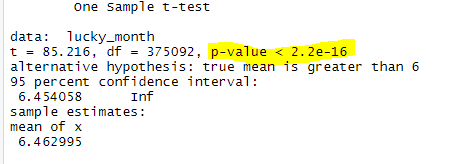 One Sample t-test
data: lucky_month
t = 85.216, df = 375092, p-value < 2.2e-16
alternative hypothesis: true mean is greater than 6
95 percent confidence interval:
6.454058 Inf
sample estimates:
mean of x
6.462995